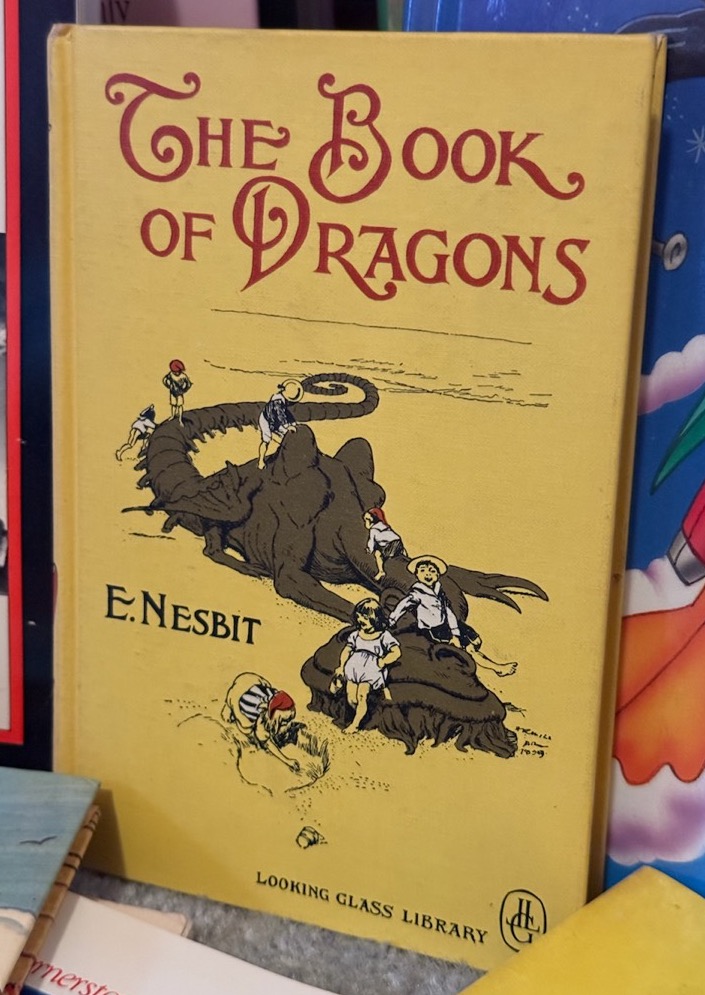 THE BOOK
OF DRAGONS
E. NESBIT
LOOKING GLASS LIBRARY